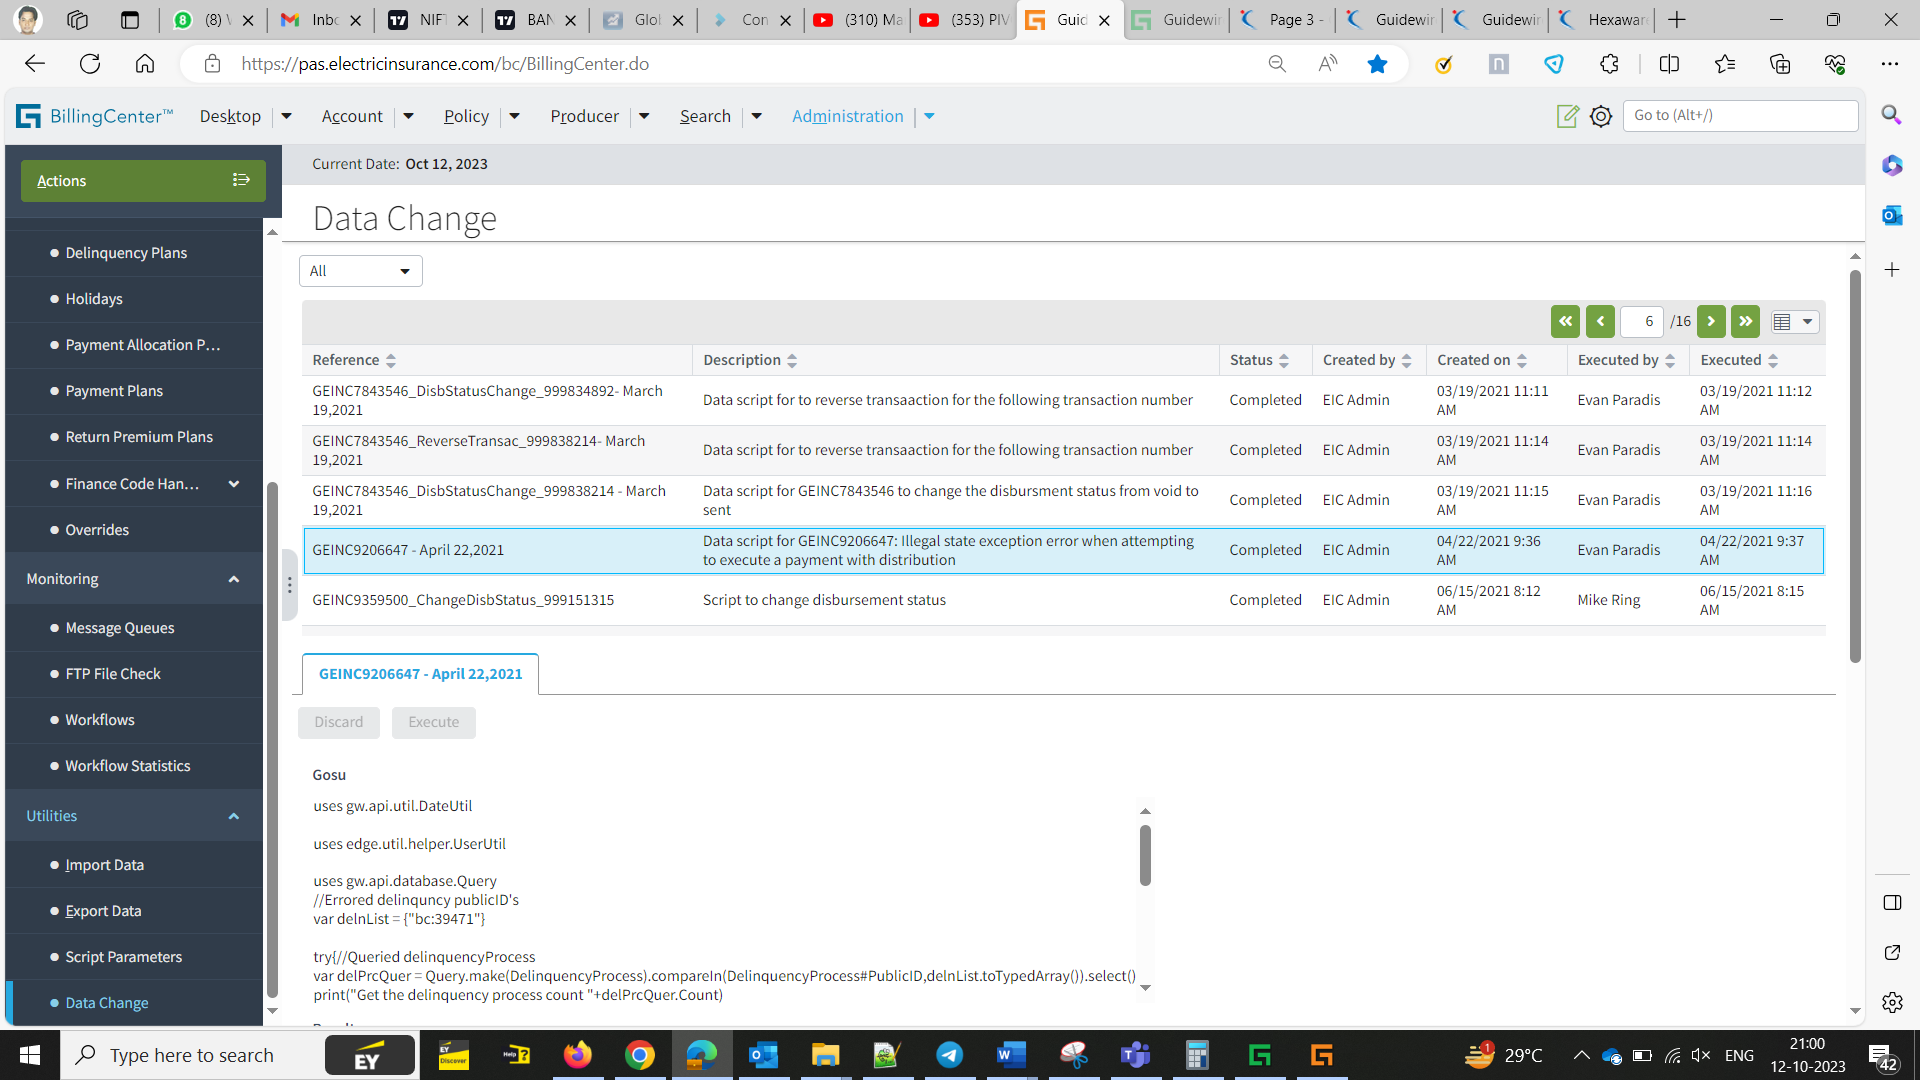 (8) \
Inbo
NIFT
BAN
Glob
Con
(310) Ma
(353) PIV
Guid
Guidewir
Page 3 -
Guidewir
Guidewir
Hexawar
https://pas.electricinsurance.com/bc/BillingCenter.do
BillingCenter™
Desktop
Account
Policy
Producer
Search
Administration
Go to (Alt+/)
Actions
Current Date: Oct 12, 2023
Data Change
Delinquency Plans
Holidays
Payment Allocation P...
Payment Plans
Return Premium Plans
Finance Code Han...
Overrides
Monitoring
Message Queues
FTP File Check
Workflows
Workflow Statistics
Utilities
Import Data
Export Data
Script Parameters
Data Change
All
6 /16
Reference Description Status Created by Created on Executed by Executed
GEINC7843546_DisbStatusChange_999834892- March
19,2021
Data script for to reverse transaaction for the following transaction number
Completed
EIC Admin
03/19/2021 11:11
AM
Evan Paradis
03/19/2021 11:12
AM
GEINC7843546_ReverseTransac_999838214- March
19,2021
Data script for to reverse transaaction for the following transaction number
Completed
EIC Admin
03/19/2021 11:14
AM
Evan Paradis
03/19/2021 11:14
AM
GEINC7843546_DisbStatusChange_999838214 - March
19,2021
Data script for GEINC7843546 to change the disbursment status from void to
sent
Completed
EIC Admin
03/19/2021 11:15
AM
Evan Paradis
03/19/2021 11:16
AM
GEINC9206647 - April 22,2021
Data script for GEINC9206647: Illegal state exception error when attempting
to execute a payment with distribution
Completed
EIC Admin
04/22/2021 9:36
AM
Evan Paradis
04/22/2021 9:37
AM
GEINC9359500_ChangeDisbStatus_999151315
Script to change disbursement status
Completed
EIC Admin
06/15/2021 8:12
AM
Mike Ring
06/15/2021 8:15
AM
GEINC9206647 - April 22,2021
Discard
Execute
Gosu
uses gw.api.util.DateUtil
uses edge.util.helper.UserUtil
uses gw.api.database.Query
//Errored delinquncy publicID's
var delnList = {"bc:39471"}
try{//Queried delinquencyProcess
var delPrcQuer = Query.make(DelinquencyProcess).compareIn(DelinquencyProcess#PublicID,delnList.toTypedArray()).select()
print("Get the delinquency process count "+delPrcQuer.Count)
Type here to search
EY
EY
Discover
Help?
1
29°C
ENG
21:00
12-10-2023
42